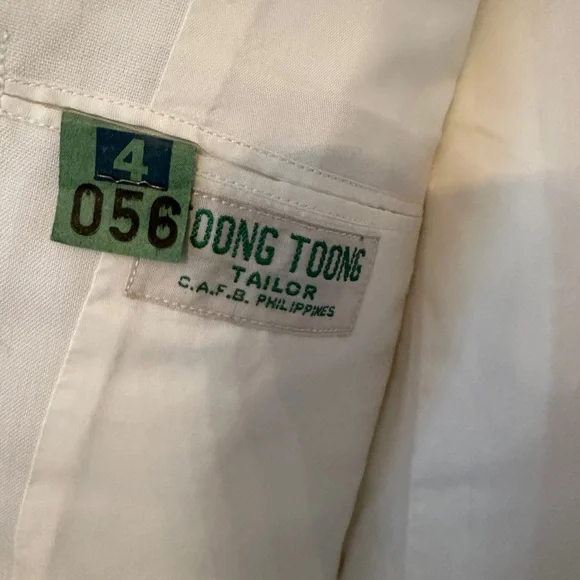 4
056
OONG TOONG
TAILOR
C.A.F.B. PHILIPPINES